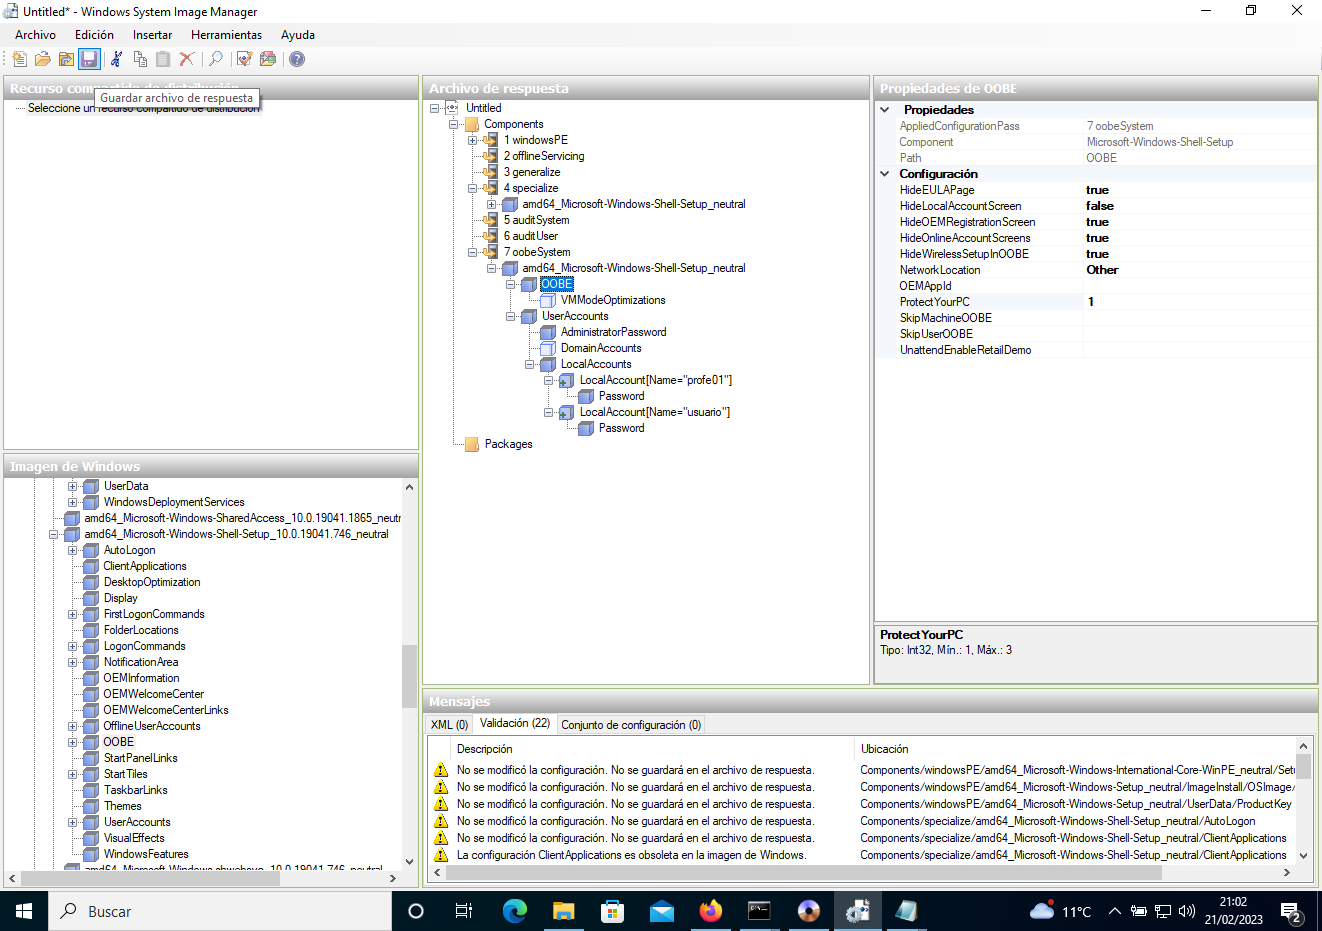 Untitled* - Windows System Image Manager
Archivo Edición Insertar Herramientas Ayuda
Recurso compartido de distribución
Guardar archivo de respuesta
Seleccione un recurso compartido de distribución
Archivo de respuesta
Untitled
Components
1 windowsPE
2 offlineServicing
3 generalize
4 specialize
amd64_Microsoft-Windows-Shell-Setup_neutral
5 auditSystem
6 auditUser
7 oobeSystem
amd64_Microsoft-Windows-Shell-Setup_neutral
OOBE
VMModeOptimizations
UserAccounts
AdministratorPassword
DomainAccounts
LocalAccounts
LocalAccount[Name="profe01"]
Password
LocalAccount[Name="usuario"]
Password
Packages
Propiedades de OOBE
Propiedades
AppliedConfigurationPass 7 oobeSystem
Component Microsoft-Windows-Shell-Setup
Path OOBE
Configuración
HideEULAPage true
HideLocalAccountScreen false
HideOEMRegistrationScreen true
HideOnlineAccountScreens true
HideWirelessSetupInOOBE true
NetworkLocation Other
OEMAppId
ProtectYourPC 1
SkipMachineOOBE
SkipUserOOBE
UnattendEnableRetailDemo
ProtectYourPC
Tipo: Int32, Mín.: 1, Máx.: 3
Imagen de Windows
UserData
WindowsDeploymentServices
amd64_Microsoft-Windows-SharedAccess_10.0.19041.1865_neutr
amd64_Microsoft-Windows-Shell-Setup_10.0.19041.746_neutral
AutoLogon
ClientApplications
DesktopOptimization
Display
FirstLogonCommands
FolderLocations
LogonCommands
NotificationArea
OEMInformation
OEMWelcomeCenter
OEMWelcomeCenterLinks
OfflineUserAccounts
OOBE
StartPanelLinks
StartTiles
TaskbarLinks
Themes
UserAccounts
VisualEffects
WindowsFeatures
Mensajes
XML (0) Validación (22) Conjunto de configuración (0)
Descripción Ubicación
No se modificó la configuración. No se guardará en el archivo de respuesta. Components/windowsPE/amd64_Microsoft-Windows-International-Core-WinPE_neutral/Setu
No se modificó la configuración. No se guardará en el archivo de respuesta. Components/windowsPE/amd64_Microsoft-Windows-Setup_neutral/ImageInstall/OSImage/
No se modificó la configuración. No se guardará en el archivo de respuesta. Components/windowsPE/amd64_Microsoft-Windows-Setup_neutral/UserData/ProductKey
No se modificó la configuración. No se guardará en el archivo de respuesta. Components/specialize/amd64_Microsoft-Windows-Shell-Setup_neutral/AutoLogon
No se modificó la configuración. No se guardará en el archivo de respuesta. Components/specialize/amd64_Microsoft-Windows-Shell-Setup_neutral/ClientApplications
La configuración ClientApplications es obsoleta en la imagen de Windows. Components/specialize/amd64_Microsoft-Windows-Shell-Setup_neutral/ClientApplications
Buscar
11°C
21:02
21/02/2023
2